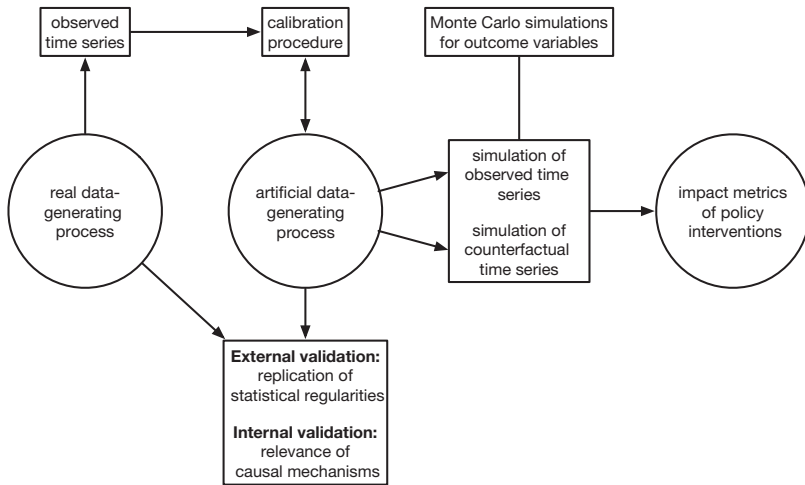 observed
time series
calibration
procedure
Monte Carlo simulations
for outcome variables
real data-
generating
process
artificial data-
generating
process
simulation of
observed time
series
simulation of
counterfactual
time series
impact metrics
of policy
interventions
External validation:
replication of
statistical regularities
Internal validation:
relevance of
causal mechanisms